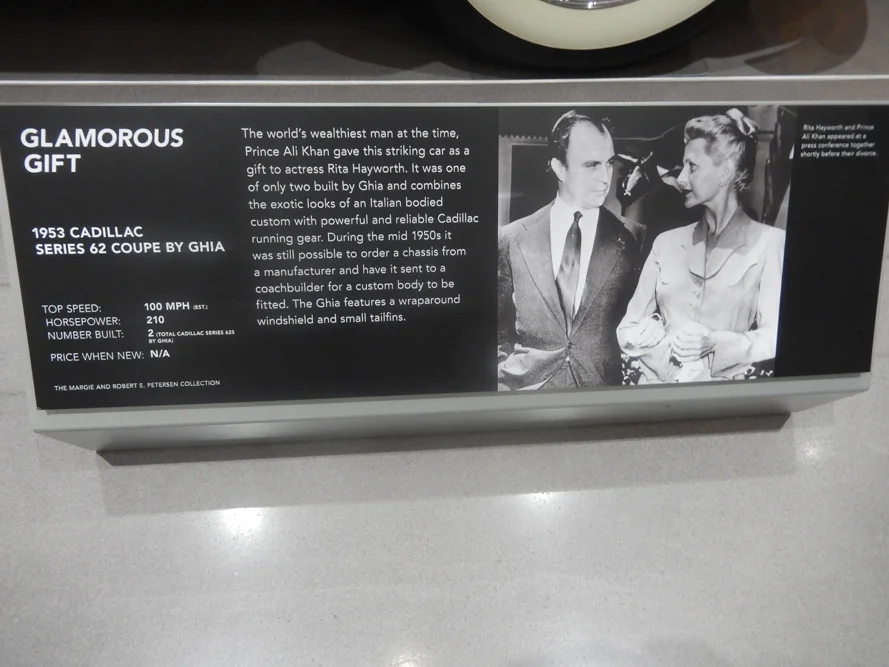 GLAMOROUS
GIFT
1953 CADILLAC
SERIES 62 COUPE BY GHIA
TOP SPEED: 100 MPH (EST.)
HORSEPOWER: 210
NUMBER BUILT: 2 (TOTAL CADILLAC SERIES 62S
BY GHIA)
PRICE WHEN NEW: N/A
THE MARGIE AND ROBERT E. PETERSEN COLLECTION
The world's wealthiest man at the time,
Prince Ali Khan gave this striking car as a
gift to actress Rita Hayworth. It was one
of only two built by Ghia and combines
the exotic looks of an Italian bodied
custom with powerful and reliable Cadillac
running gear. During the mid 1950s it
was still possible to order a chassis from
a manufacturer and have it sent to a
coachbuilder for a custom body to be
fitted. The Ghia features a wraparound
windshield and small tailfins.
Rita Hayworth and Prince
Ali Khan appeared at a
press conference together
shortly before their divorce.